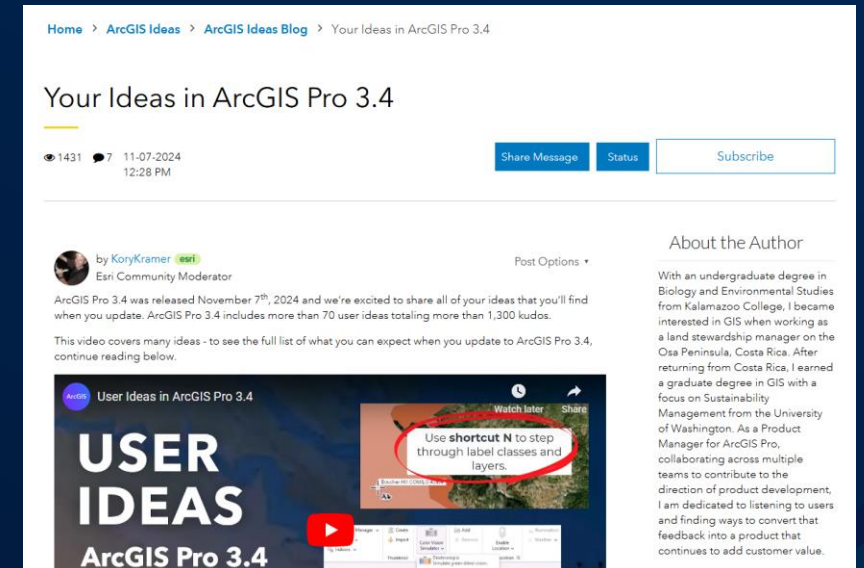 Home > ArcGIS Ideas > ArcGIS Ideas Blog > Your Ideas in ArcGIS Pro 3.4
Your Ideas in ArcGIS Pro 3.4
1431 7 11-07-2024
12:28 PM
Share Message
Status
Subscribe
by KoryKramer esri
Esri Community Moderator
Post Options
ArcGIS Pro 3.4 was released November 7th, 2024 and we're excited to share all of your ideas that you'll find
when you update. ArcGIS Pro 3.4 includes more than 70 user ideas totaling more than 1,300 kudos.
This video covers many ideas - to see the full list of what you can expect when you update to ArcGIS Pro 3.4,
continue reading below.
ArcGIS
User Ideas in ArcGIS Pro 3.4
Watch later
Share
USER
IDEAS
ArcGIS Pro 3.4
Use shortcut N to step
through label classes and
layers.
Create
Import
Color Vision
Simulator
Add
Remove
Enable
Location
About the Author
With an undergraduate degree in
Biology and Environmental Studies
from Kalamazoo College, I became
interested in GIS when working as
a land stewardship manager on the
Osa Peninsula, Costa Rica. After
returning from Costa Rica, I earned
a graduate degree in GIS with a
focus on Sustainability
Management from the University
of Washington. As a Product
Manager for ArcGIS Pro,
collaborating across multiple
teams to contribute to the
direction of product development,
I am dedicated to listening to users
and finding ways to convert that
feedback into a product that
continues to add customer value.